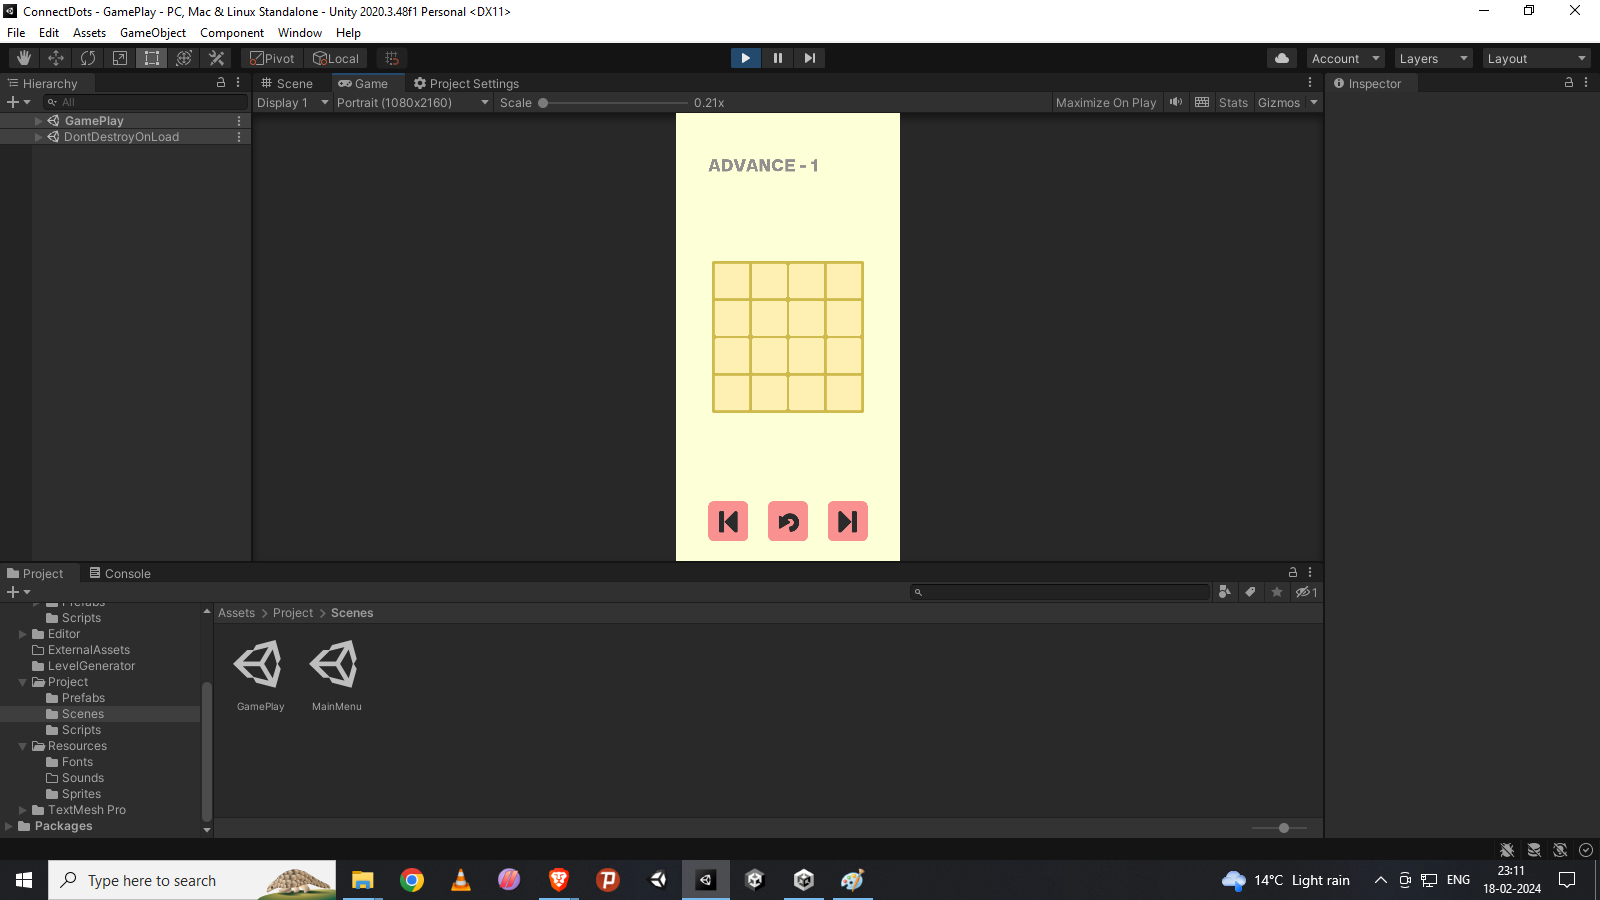 ConnectDots - GamePlay - PC, Mac & Linux Standalone - Unity 2020.3.48f1 Personal <DX11>
File Edit Assets GameObject Component Window Help
Pivot Local Account Layers Layout
Hierarchy
All
GamePlay
DontDestroyOnLoad
Scene Game Project Settings
Display 1 Portrait (1080x2160) Scale 0.21x Maximize On Play Stats Gizmos
ADVANCE - 1
Inspector
Project Console
1
Prefabs
Scripts
Editor
ExternalAssets
LevelGenerator
Project
Prefabs
Scenes
Scripts
Resources
Fonts
Sounds
Sprites
TextMesh Pro
Packages
Assets > Project > Scenes
GamePlay MainMenu
Type here to search
14°C Light rain
ENG
23:11
18-02-2024